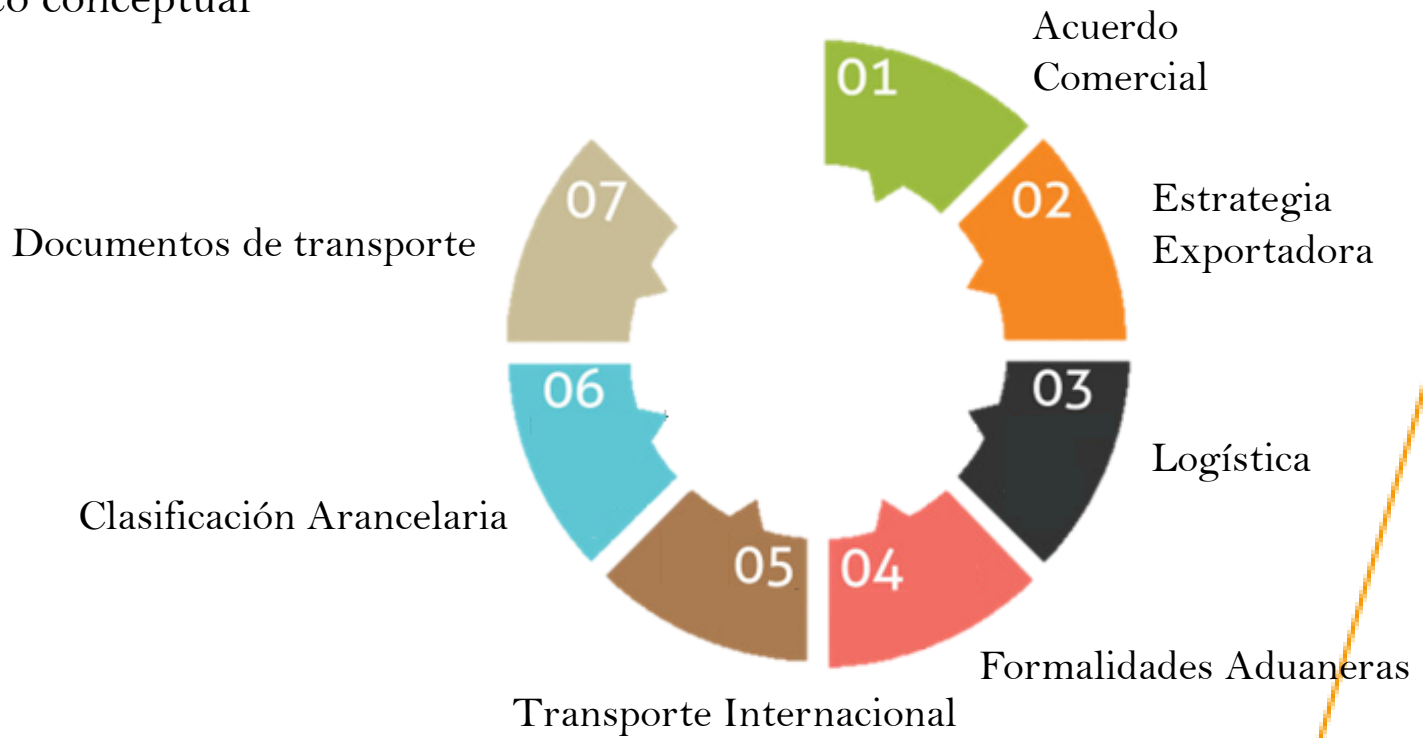 conceptual
01
Acuerdo
Comercial
02
Estrategia
Exportadora
03
Logística
04
Formalidades Aduaneras
05
Transporte Internacional
06
Clasificación Arancelaria
07
Documentos de transporte